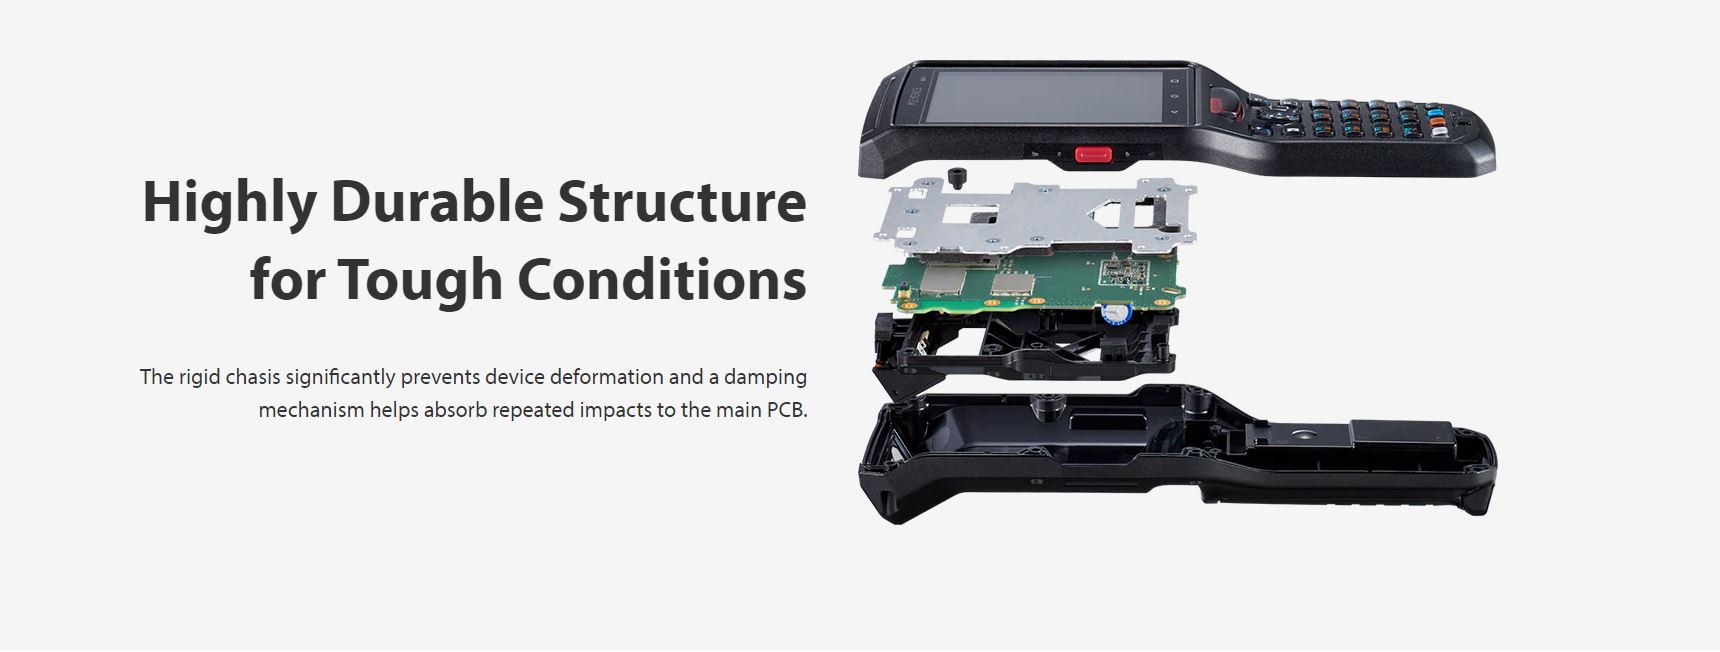 Highly Durable Structure
for Tough Conditions
The rigid chasis significantly prevents device deformation and a damping
mechanism helps absorb repeated impacts to the main PCB.
KEYENCE